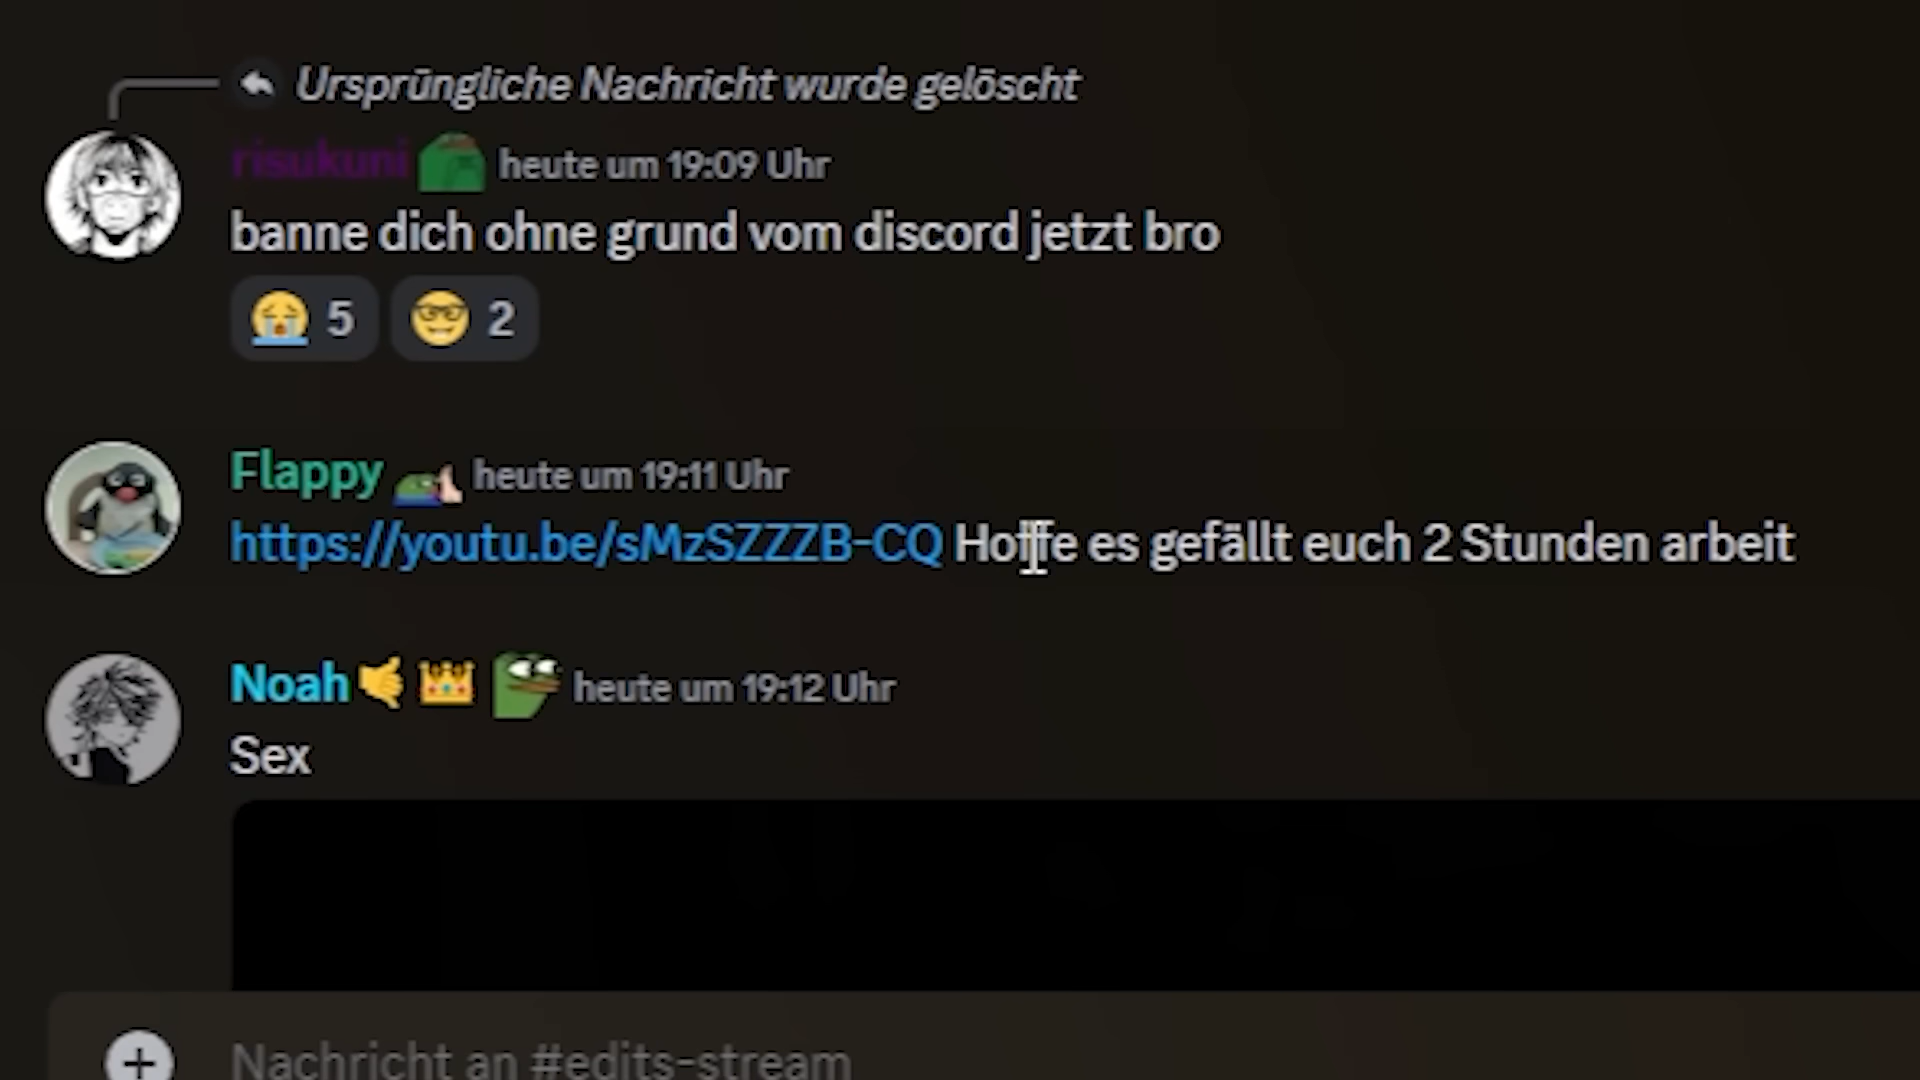 Ursprüngliche Nachricht wurde gelöscht
risukuni heute um 19:09 Uhr
banne dich ohne grund vom discord jetzt bro
5 2
Flappy heute um 19:11 Uhr
https://youtu.be/sMzSZZZB-CQ Hoffe es gefällt euch 2 Stunden arbeit
Noah heute um 19:12 Uhr
Sex
Nachricht an #edits-stream